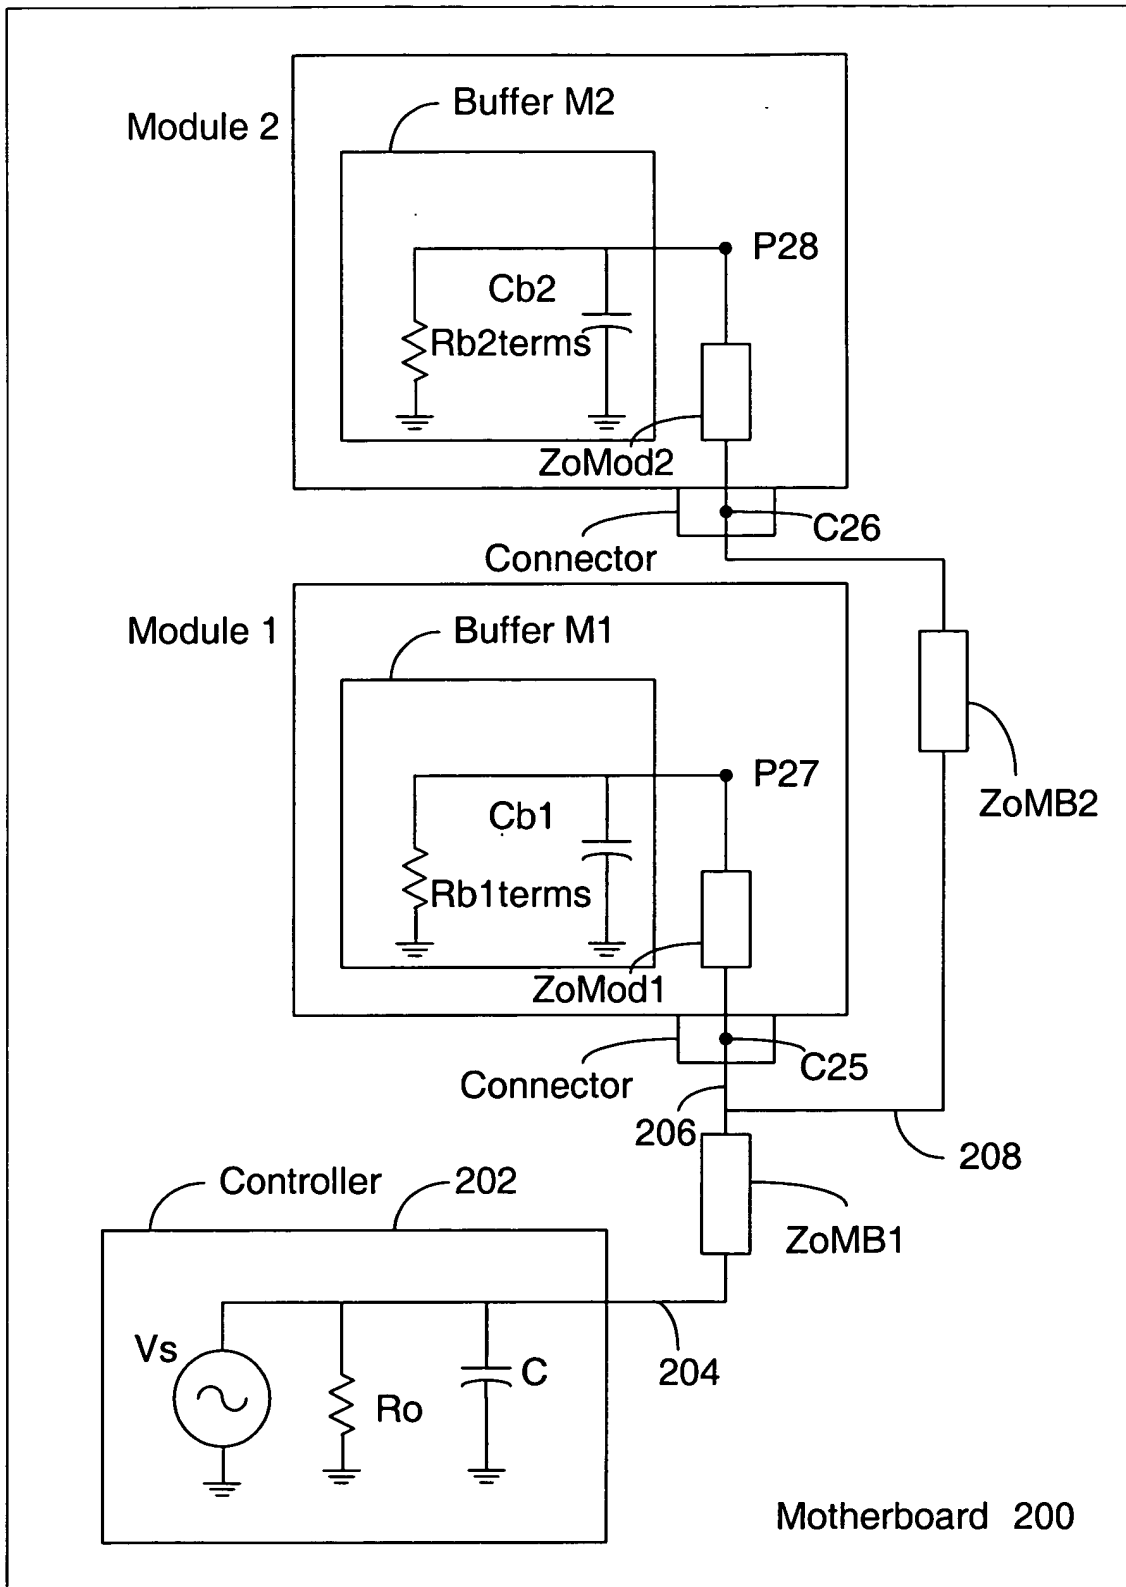 Buffer M2
Module 2
P28
Cb2
Rb2terms
ZoMod2
C26
Connector
Module 1
Buffer M1
P27
ZoMB2
Cb1
Rb1terms
ZoMod1
C25
Connector
206
208
Controller
202
ZoMB1
Vs
Ro
C
204
Motherboard 200